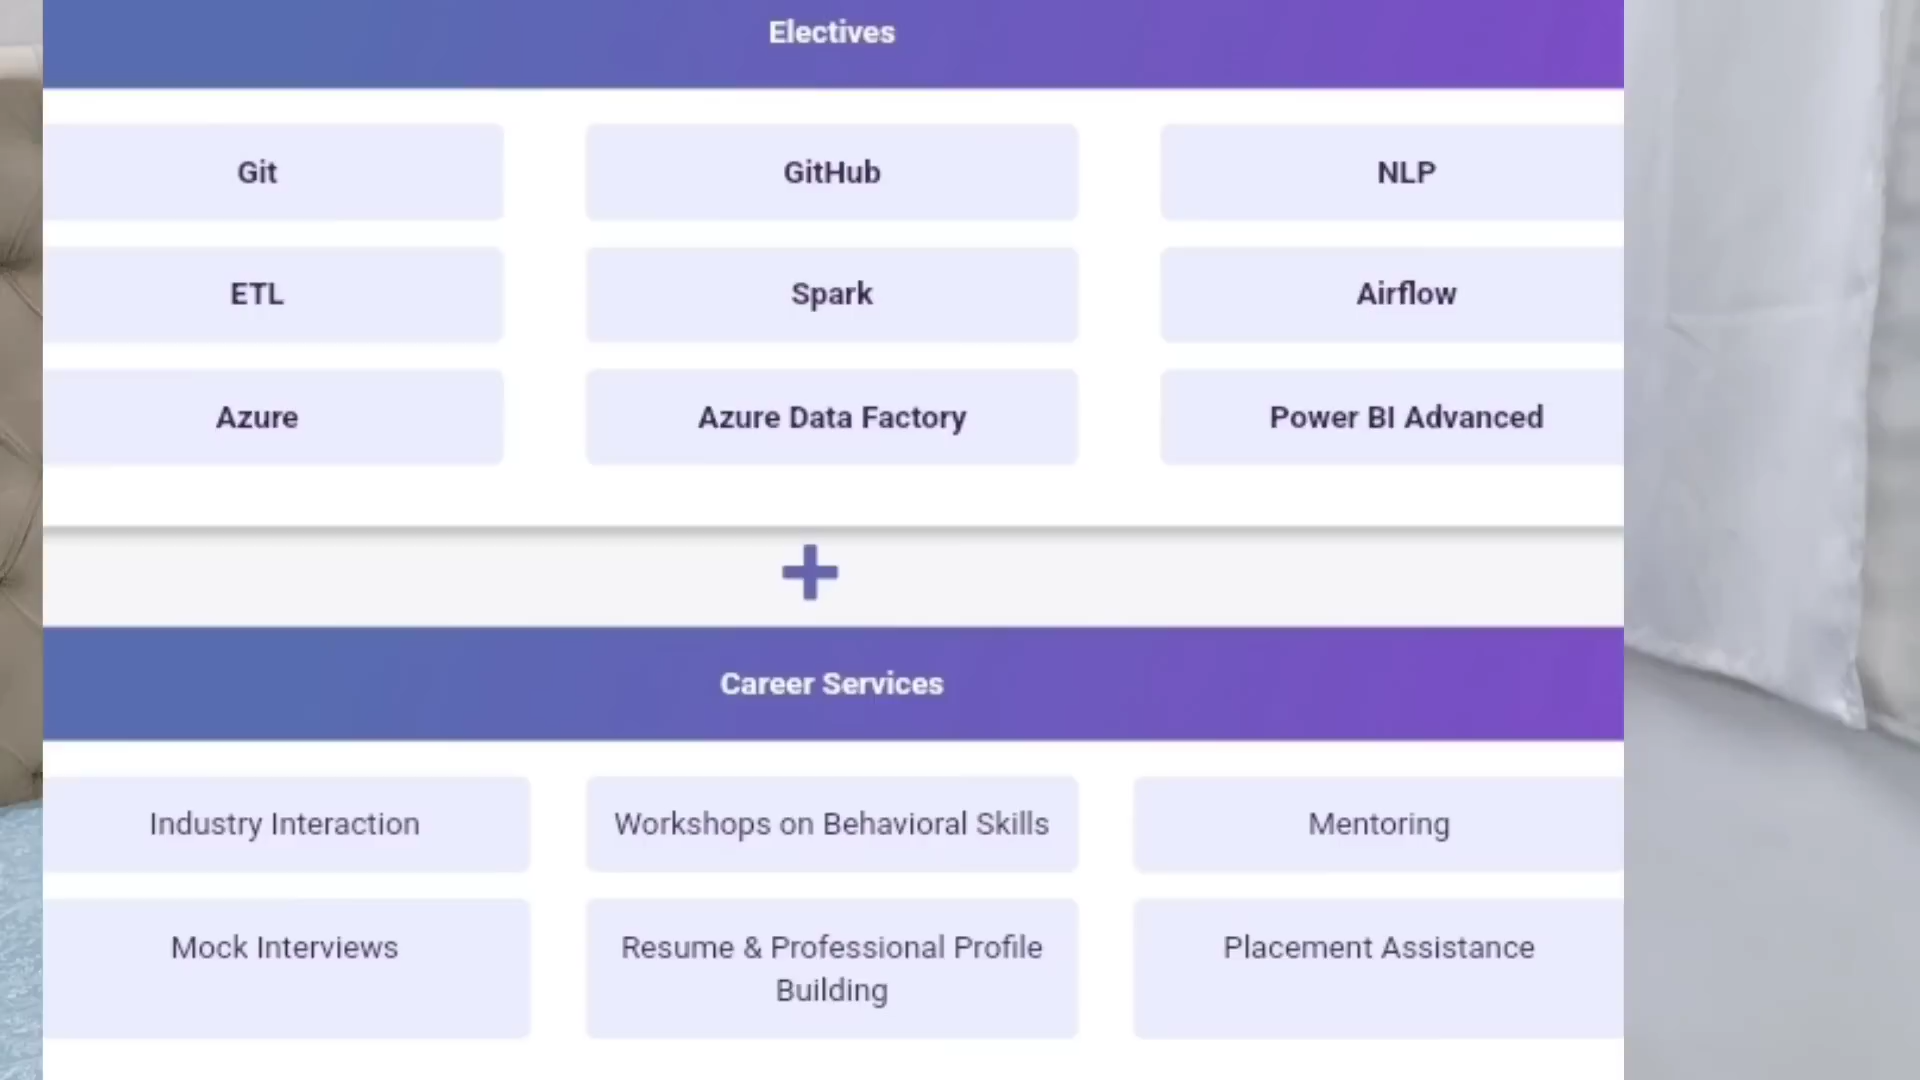 Electives
Git
GitHub
NLP
ETL
Spark
Airflow
Azure
Azure Data Factory
Power BI Advanced
Career Services
Industry Interaction
Workshops on Behavioral Skills
Mentoring
Mock Interviews
Resume & Professional Profile
Building
Placement Assistance